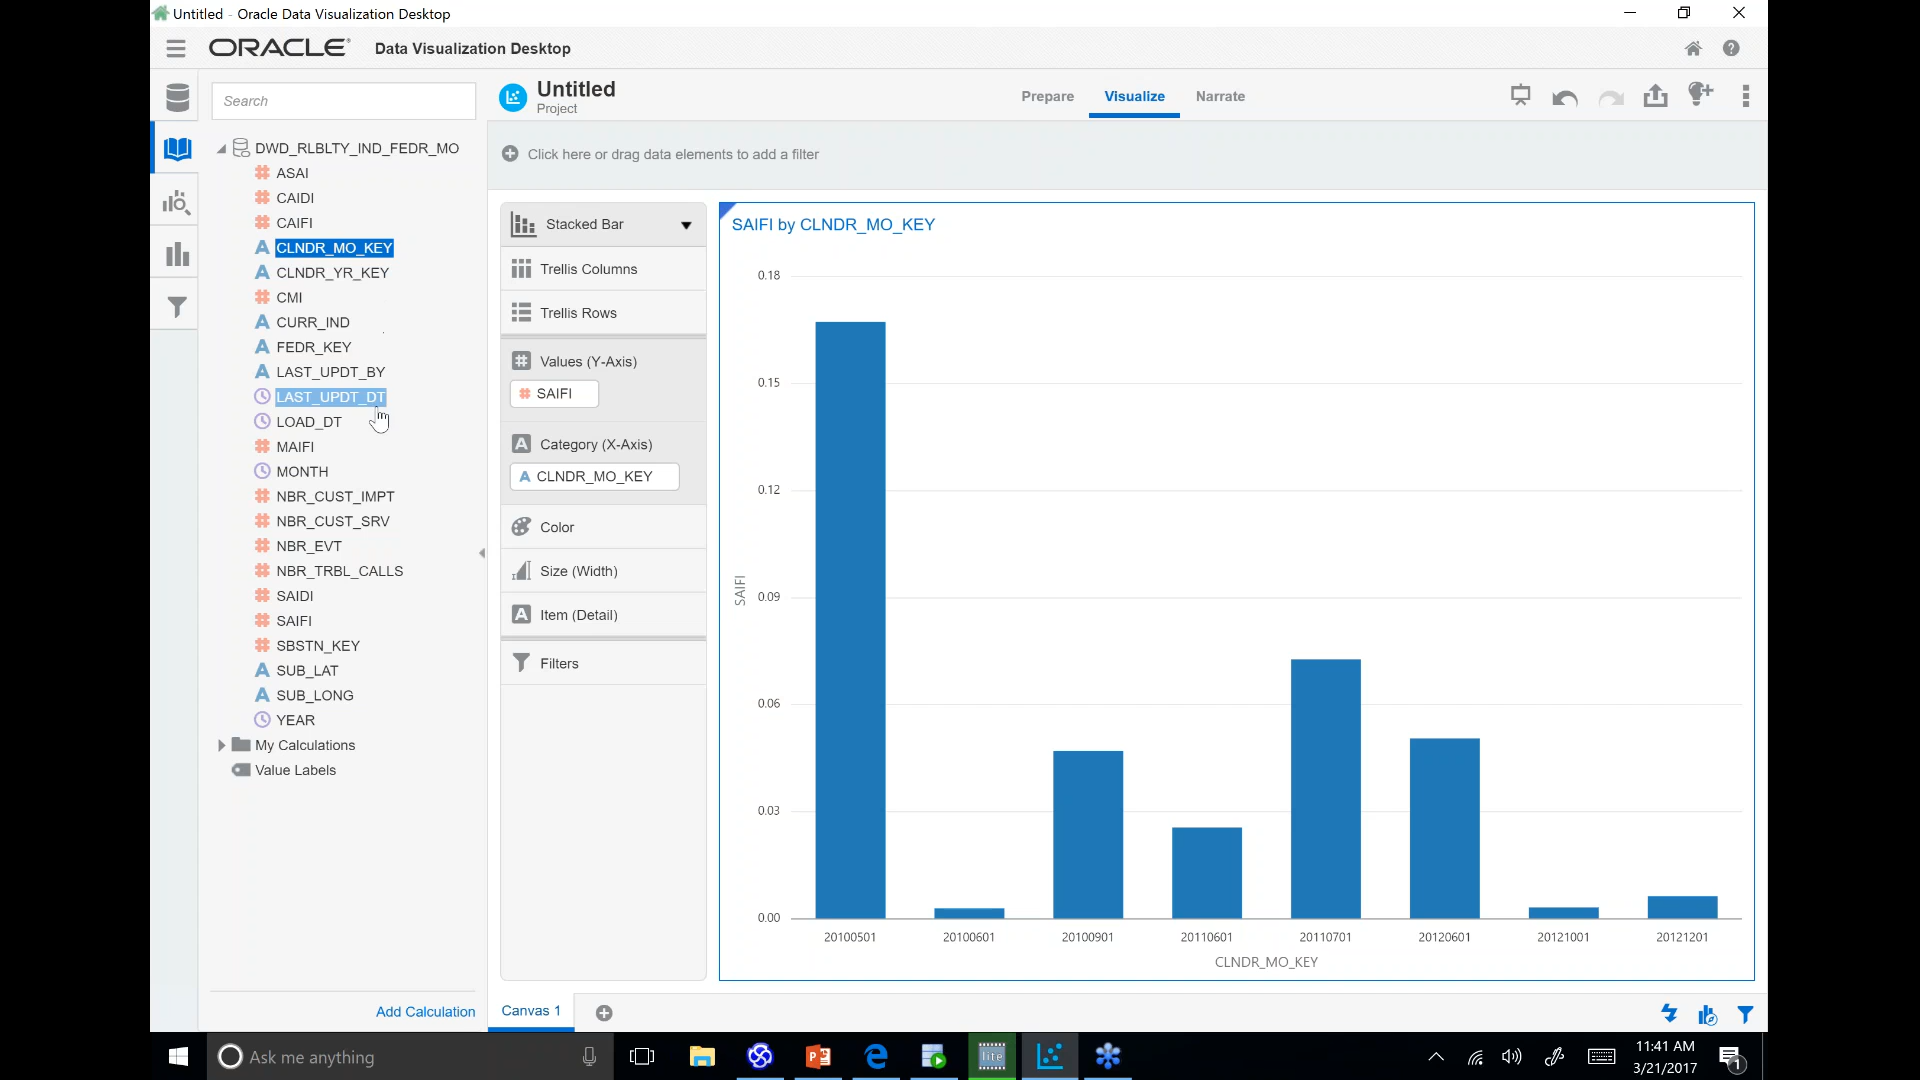 Untitled - Oracle Data Visualization Desktop
ORACLE Data Visualization Desktop
Search
Untitled
Project
Prepare
Visualize
Narrate
Click here or drag data elements to add a filter
DWD_RLBLTY_IND_FEDR_MO
ASAI
CAIDI
CAIFI
CLNDR_MO_KEY
CLNDR_YR_KEY
CMI
CURR_IND
FEDR_KEY
LAST_UPDT_BY
LAST_UPDT_DT
LOAD_DT
MAIFI
MONTH
NBR_CUST_IMPT
NBR_CUST_SRV
NBR_EVT
NBR_TRBL_CALLS
SAIDI
SAIFI
SBSTN_KEY
SUB_LAT
SUB_LONG
YEAR
My Calculations
Value Labels
Add Calculation
Stacked Bar
Trellis Columns
Trellis Rows
Values (Y-Axis)
SAIFI
Category (X-Axis)
CLNDR_MO_KEY
Color
Size (Width)
Item (Detail)
Filters
SAIFI by CLNDR_MO_KEY
0.18
0.15
0.12
0.09
0.06
0.03
0.00
SAIFI
20100501 20100601 20100901 20110601 20110701 20120601 20121001 20121201
CLNDR_MO_KEY
Canvas 1
Ask me anything
lite
11:41 AM
3/21/2017
1